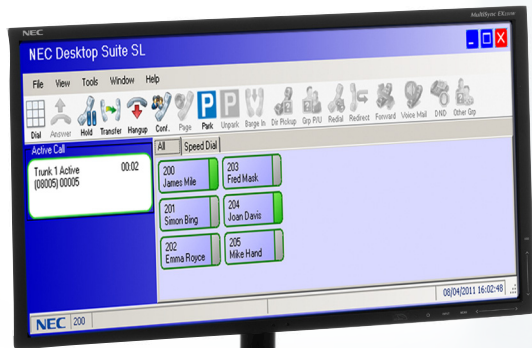 NEC
MultiSync EX201W
NEC Desktop Suite SL
File View Tools Window Help
Dial Answer Hold Transfer Hangup Conf. Page Park Unpark Barge In Dir Pickup Grp P/U Redial Redirect Forward Voice Mail DND Other Grp
P P
Active Call
All Speed Dial
Trunk 1 Active 00:02
(08005) 00005
200
James Mile
203
Fred Mask
201
Simon Bing
204
Joan Davis
202
Emma Royce
205
Mike Hand
08/04/2011 16:02:48
NEC 200